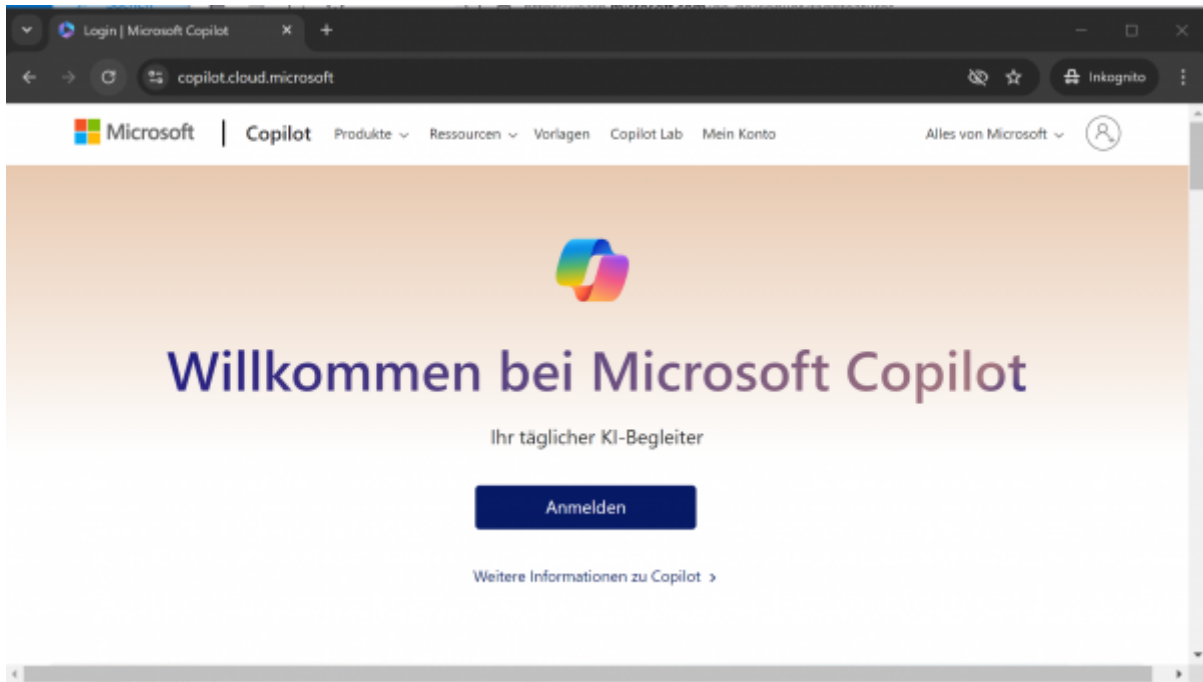 Login | Microsoft Copilot
copilot.cloud.microsoft
Inkognito
Microsoft | Copilot Produkte Ressourcen Vorlagen Copilot Lab Mein Konto Alles von Microsoft
Willkommen bei Microsoft Copilot
Ihr täglicher KI-Begleiter
Anmelden
Weitere Informationen zu Copilot